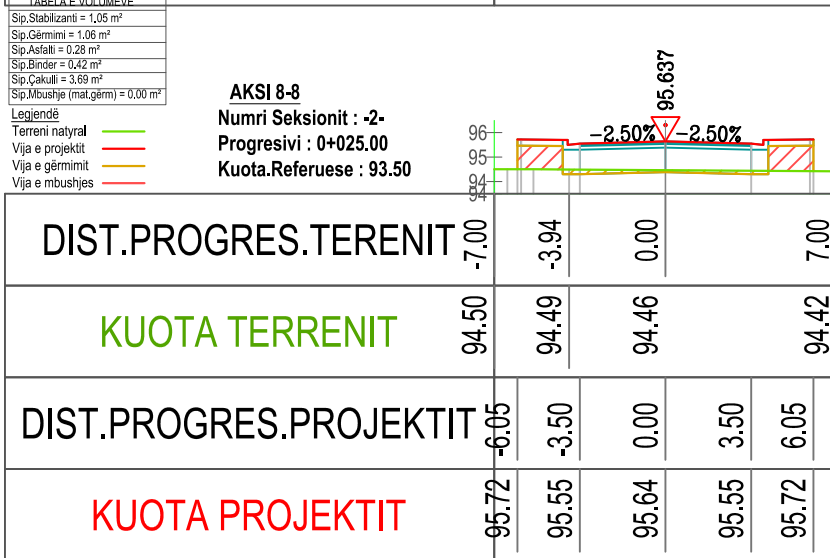 TABELA E VOLUMEVE
Sip.Stabilizanti = 1.05 m²
Sip.Gërmimi = 1.06 m²
Sip.Asfalti = 0.28 m²
Sip.Binder = 0.42 m²
Sip.Çakulli = 3.69 m²
Sip.Mbushje (mat.gërm) = 0.00 m²
Legjendë
Terreni natyral
Vija e projektit
Vija e gërmimit
Vija e mbushjes
AKSI 8-8
Numri Seksionit : -2-
Progresivi : 0+025.00
Kuota.Referuese : 93.50
95.637
-2.50% -2.50%
96
95
94
94
DIST.PROGRES.TERENIT -7.00 -3.94 0.00 7.00
KUOTA TERRENIT 94.50 94.49 94.46 94.42
DIST.PROGRES.PROJEKTIT -6.05 -3.50 0.00 3.50 6.05
KUOTA PROJEKTIT 95.72 95.55 95.64 95.55 95.72